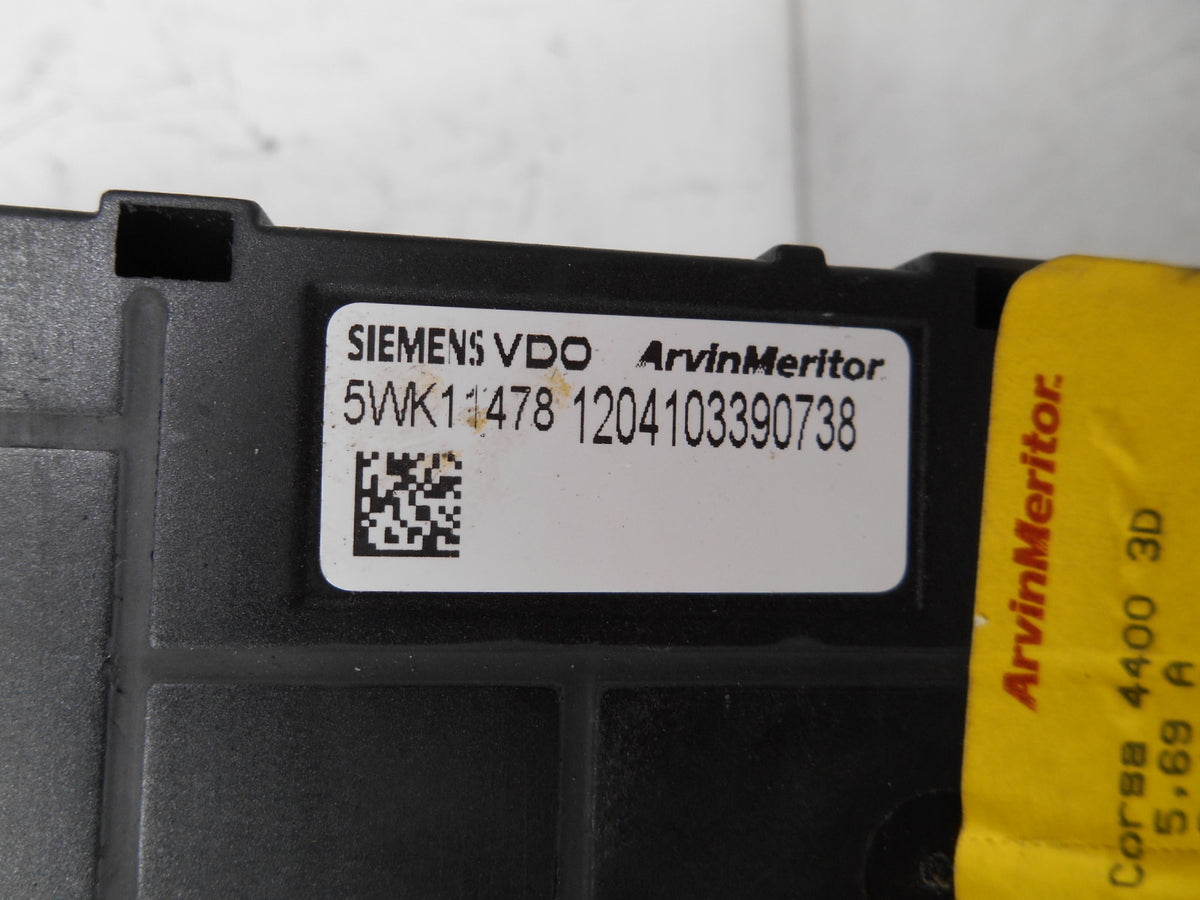 SIEMENS VDO ArvinMeritor
5WK11478 1204103390738
ArvinMeritor.
Corsa 4400 3D
5,69 A